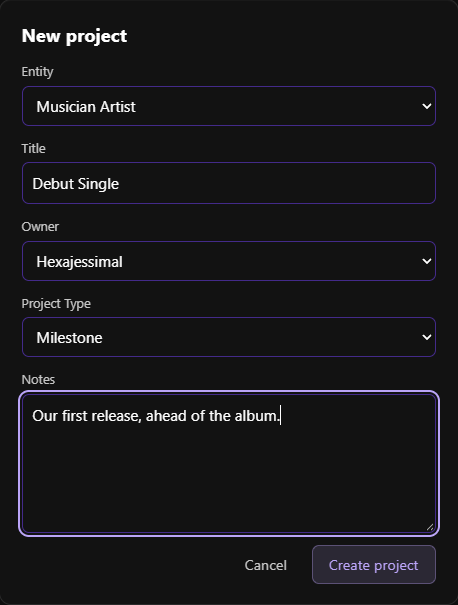 New project
Entity
Musician Artist
Title
Debut Single
Owner
Hexajessimal
Project Type
Milestone
Notes
Our first release, ahead of the album.
Cancel
Create project